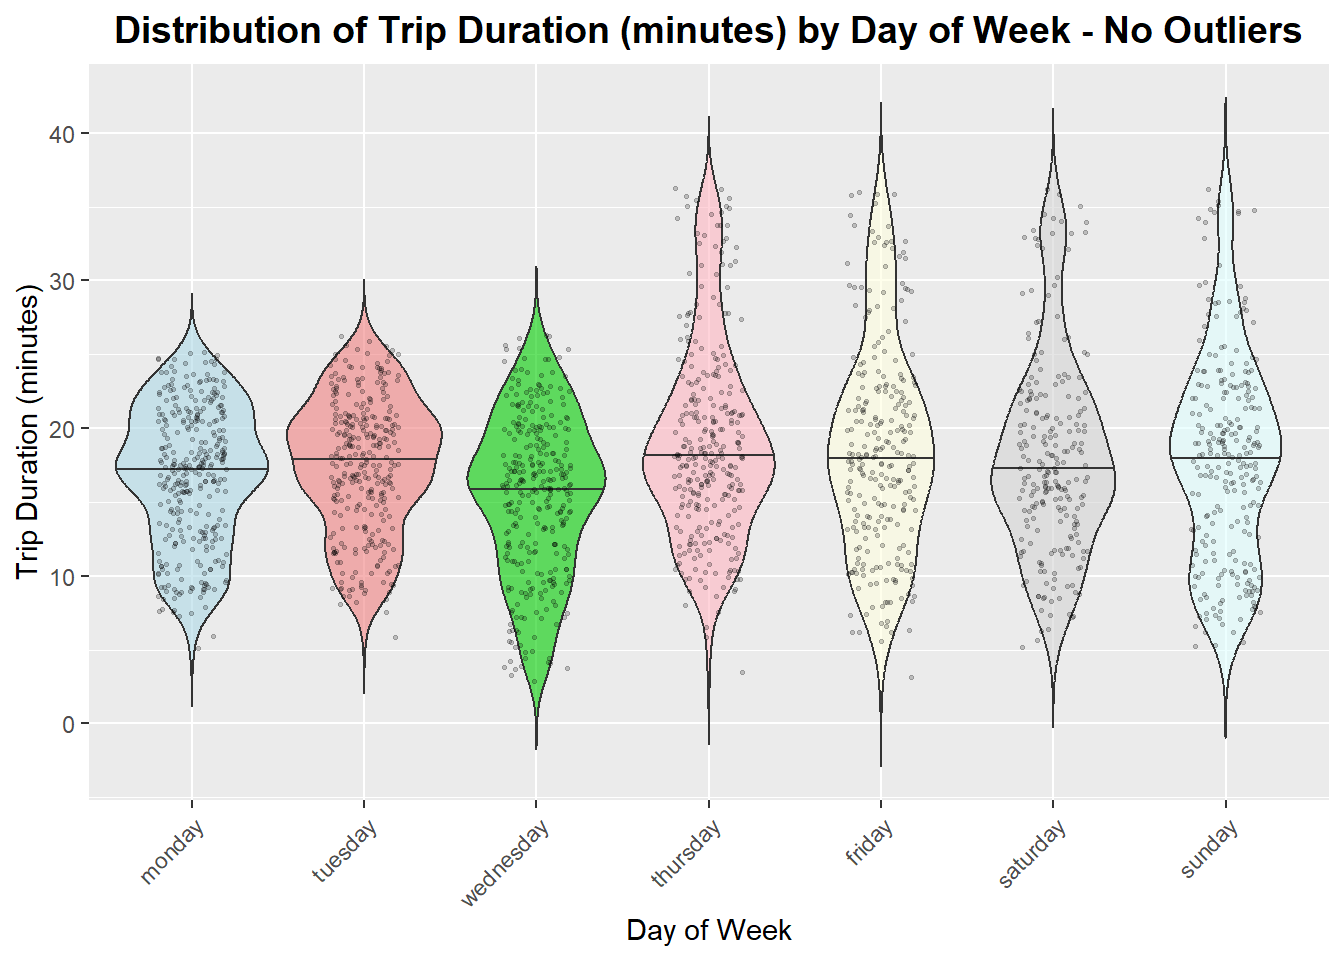 Distribution of Trip Duration (minutes) by Day of Week - No Outliers
Trip Duration (minutes)
40
30
20
10
0
monday
tuesday
wednesday
thursday
friday
saturday
sunday
Day of Week